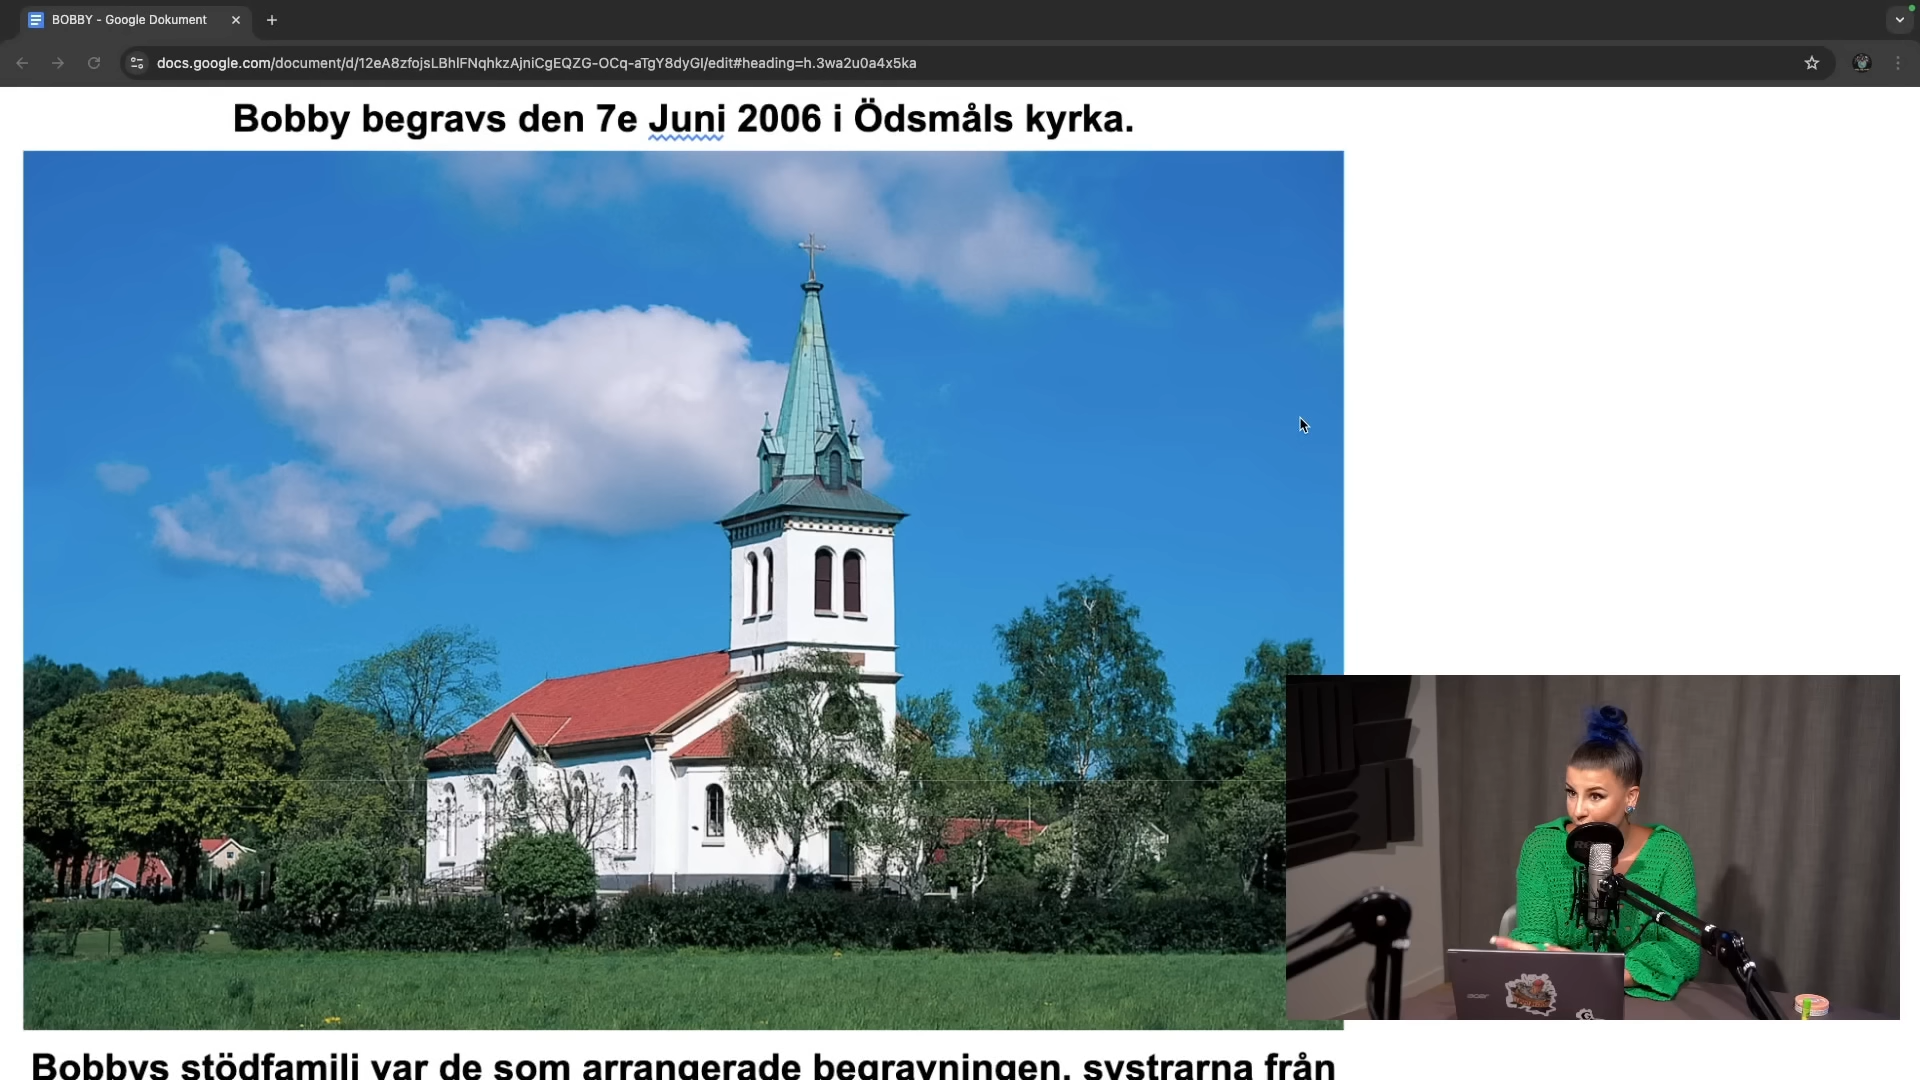 BOBBY - Google Dokument
docs.google.com/document/d/12eA8zfojsLBhlFNqhkzAjniCgEQZG-OCq-aTgY8dyGI/edit#heading=h.3wa2u0a4x5ka
Bobby begravs den 7e Juni 2006 i Ödsmåls kyrka.
acer
Bobbys stödfamilj var de som arrangerade begravningen, systrarna från